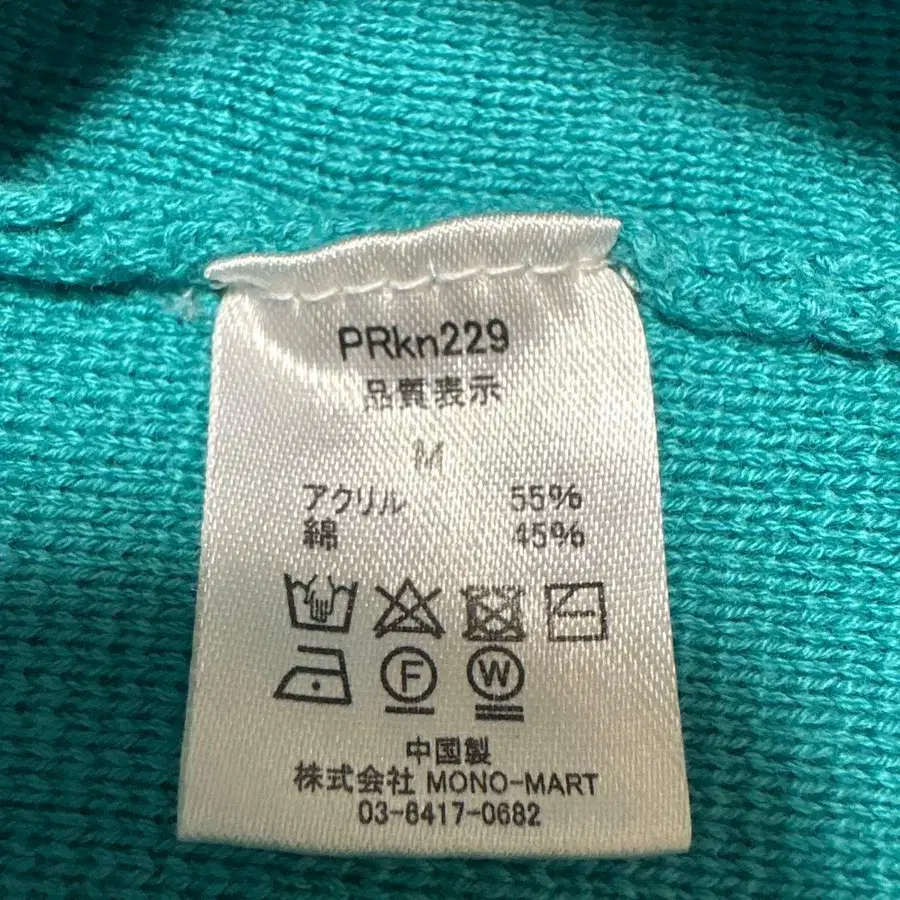 PRkn229
品質表示
M
アクリル 55%
綿 45%
F W
中国製
株式会社 MONO-MART
03-6417-0682